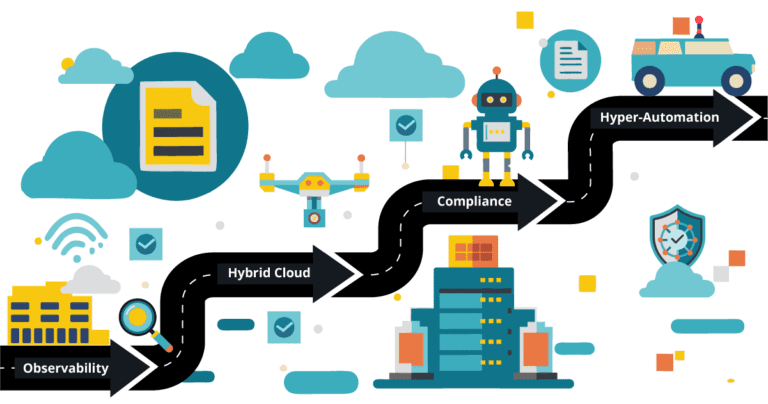 Hyper-Automation
Compliance
Hybrid Cloud
Observability